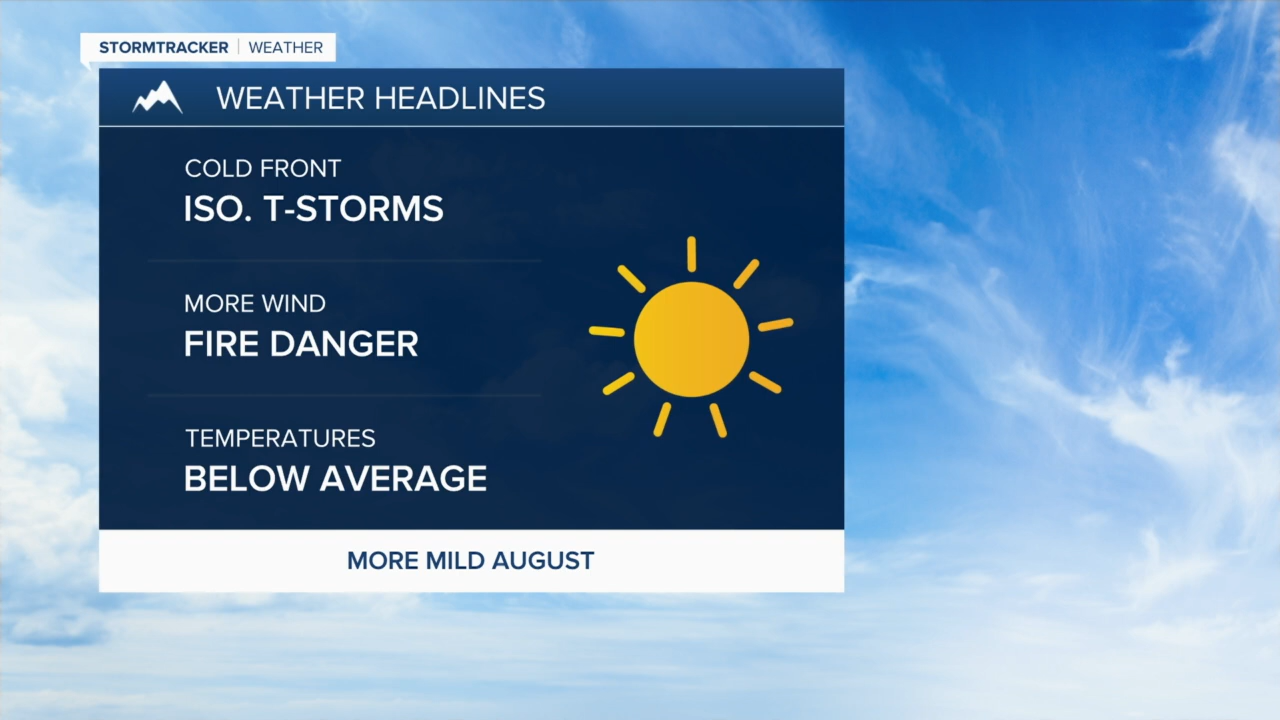 STORMTRACKER | WEATHER
WEATHER HEADLINES
COLD FRONT
ISO. T-STORMS
MORE WIND
FIRE DANGER
TEMPERATURES
BELOW AVERAGE
MORE MILD AUGUST